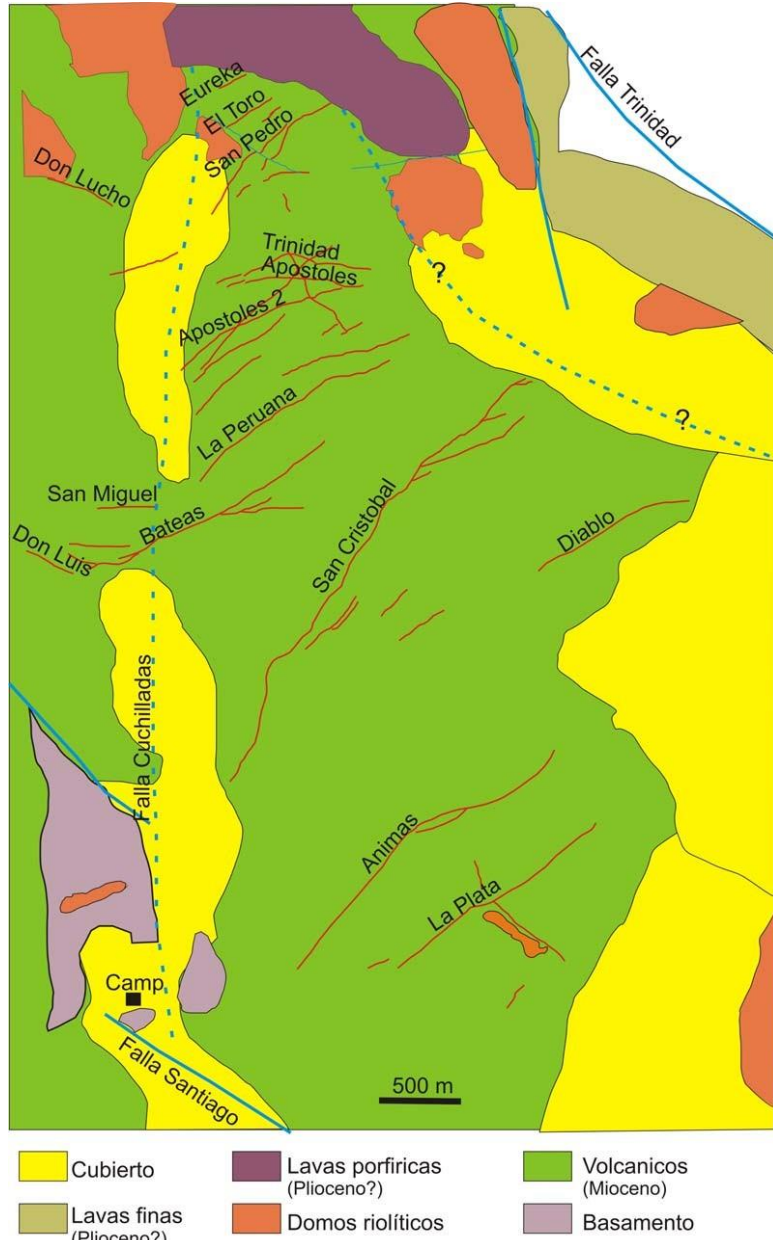 Eureka
El Toro
San Pedro
Falla Trinidad
Don Lucho
Trinidad
Apostoles
?
Apostoles 2
La Peruana
?
San Miguel
Bateas
San Cristobal
Diablo
Don Luis
Falla Cuchilladas
Animas
La Plata
Camp
Falla Santiago
500 m
Cubierto
Lavas porfiricas
(Plioceno?)
Volcanicos
(Mioceno)
Lavas finas
(Plioceno?)
Domos riolíticos
Basamento